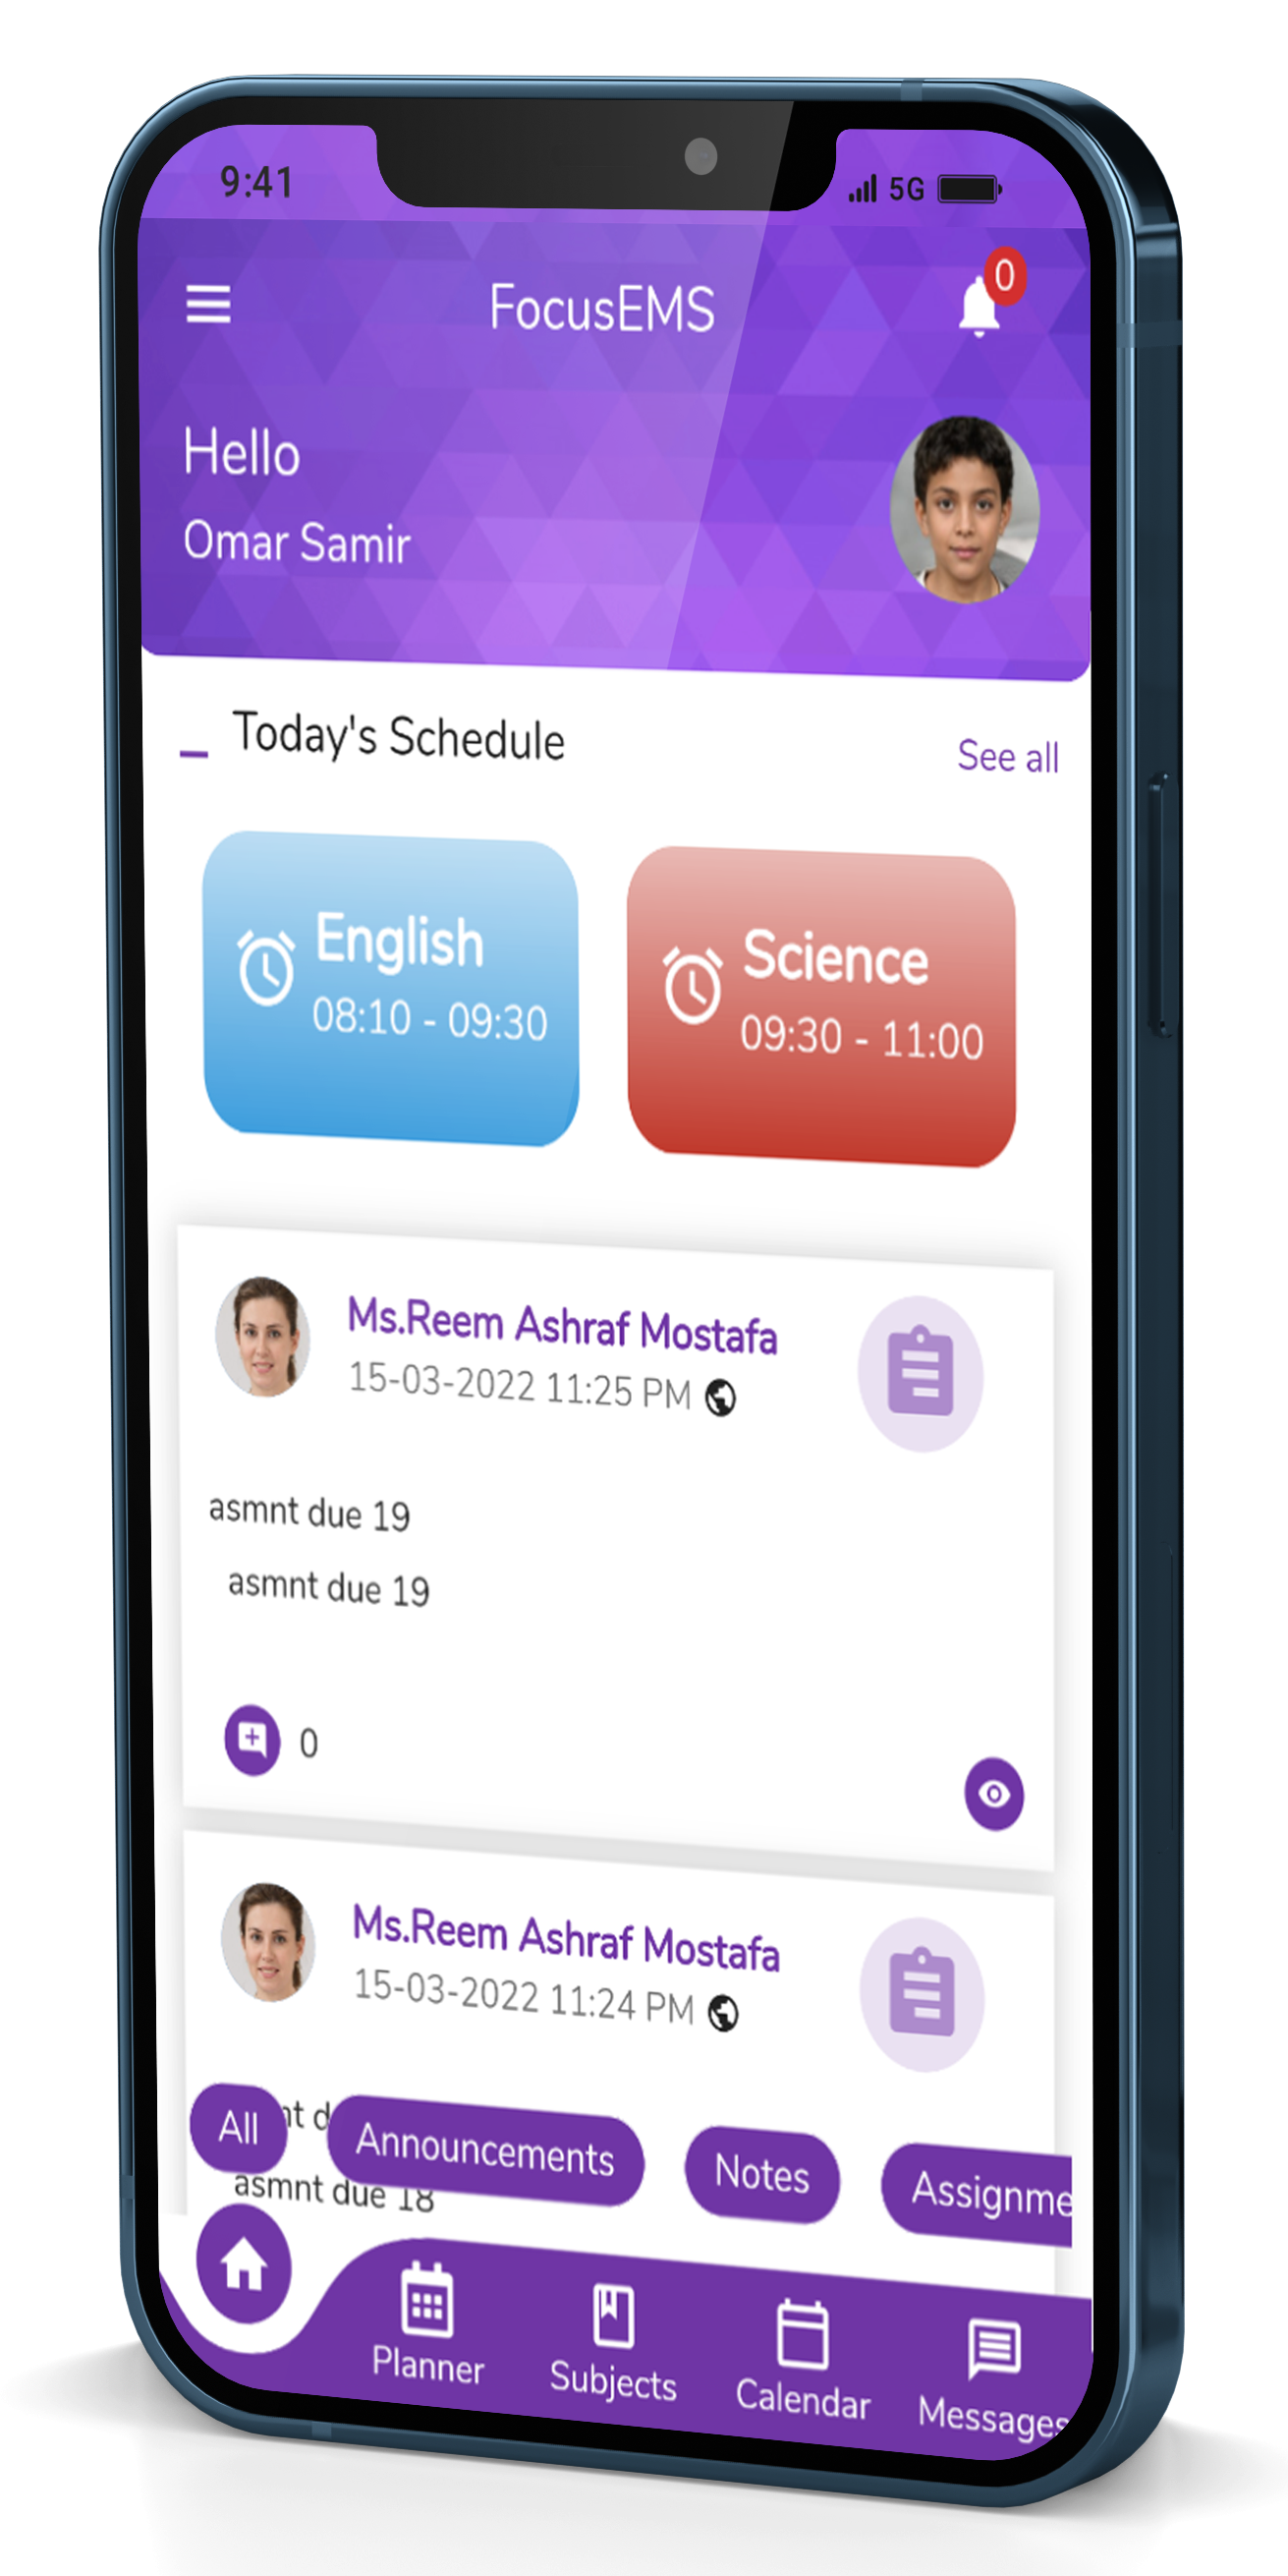 9:41
5G
FocusEMS
0
Hello
Omar Samir
Today's Schedule
See all
English
08:10 - 09:30
Science
09:30 - 11:00
Ms.Reem Ashraf Mostafa
15-03-2022 11:25 PM
asmnt due 19
asmnt due 19
0
Ms.Reem Ashraf Mostafa
15-03-2022 11:24 PM
nt d
All
Announcements
Notes
Assignme
asmnt due 18
Planner
Subjects
Calendar
Messages